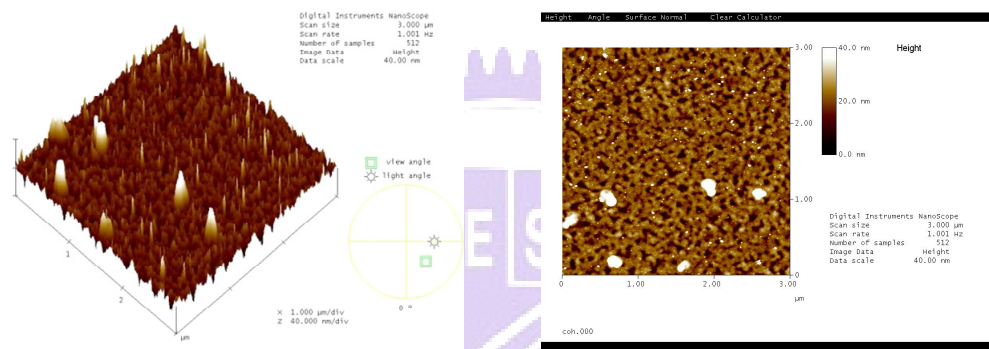 Digital Instruments NanoScope
Scan size 3.000 µm
Scan rate 1.001 Hz
Number of samples 512
Image Data Height
Data scale 40.00 nm
view angle
light angle
0 °
1
2
µm
X 1.000 µm/div
Z 40.000 nm/div
E S
Height Angle Surface Normal Clear Calculator
3.00
2.00
1.00
0
0 1.00 2.00 3.00
µm
40.0 nm
20.0 nm
0.0 nm
Height
Digital Instruments NanoScope
Scan size 3.000 µm
Scan rate 1.001 Hz
Number of samples 512
Image Data Height
Data scale 40.00 nm
coh.000